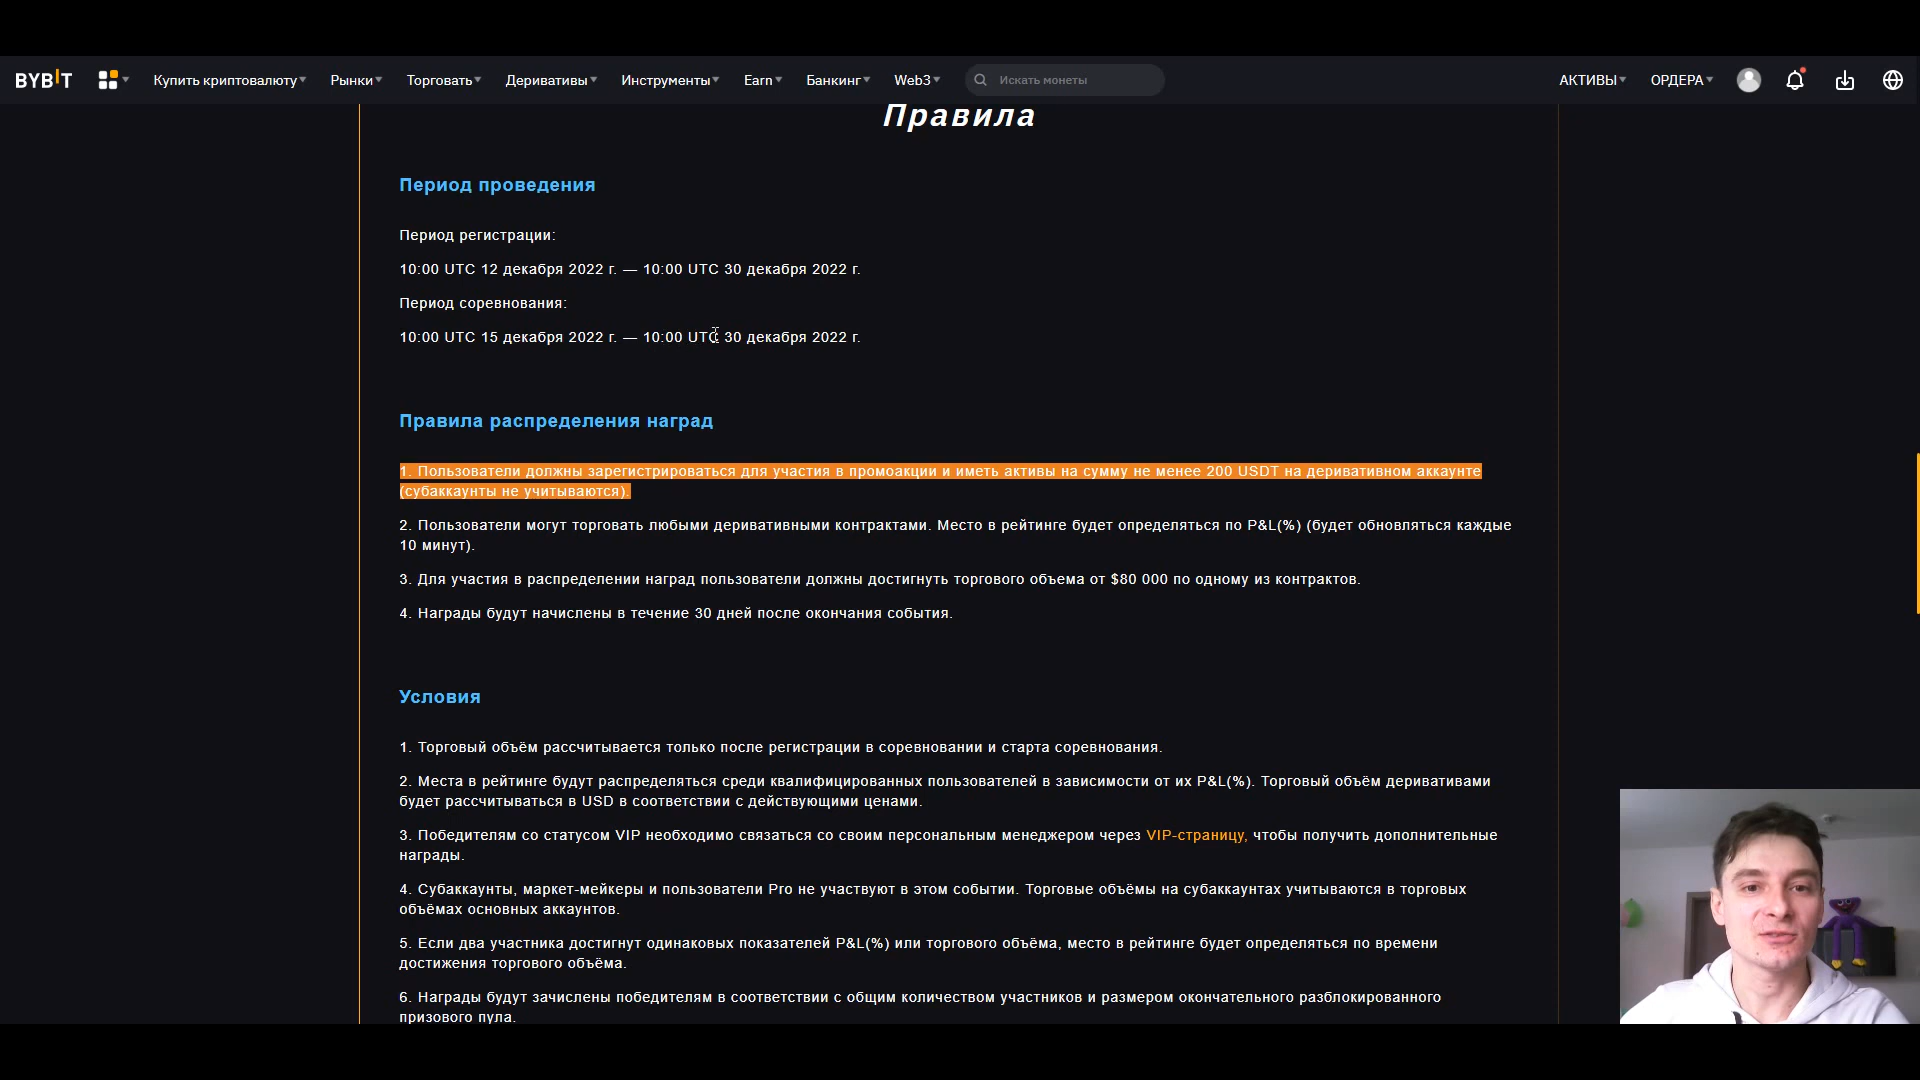 BYBIT Купить криптовалюту Рынки Торговать Деривативы Инструменты Earn Банкинг Web3 Искать монеты АКТИВЫ ОРДЕРА
Правила
Период проведения
Период регистрации:
10:00 UTC 12 декабря 2022 г. — 10:00 UTC 30 декабря 2022 г.
Период соревнования:
10:00 UTC 15 декабря 2022 г. — 10:00 UTC 30 декабря 2022 г.
Правила распределения наград
1. Пользователи должны зарегистрироваться для участия в промоакции и иметь активы на сумму не менее 200 USDT на деривативном аккаунте
(субаккаунты не учитываются).
2. Пользователи могут торговать любыми деривативными контрактами. Место в рейтинге будет определяться по P&L(%) (будет обновляться каждые
10 минут).
3. Для участия в распределении наград пользователи должны достигнуть торгового объема от $80 000 по одному из контрактов.
4. Награды будут начислены в течение 30 дней после окончания события.
Условия
1. Торговый объём рассчитывается только после регистрации в соревновании и старта соревнования.
2. Места в рейтинге будут распределяться среди квалифицированных пользователей в зависимости от их P&L(%). Торговый объём деривативами
будет рассчитываться в USD в соответствии с действующими ценами.
3. Победителям со статусом VIP необходимо связаться со своим персональным менеджером через VIP-страницу, чтобы получить дополнительные
награды.
4. Субаккаунты, маркет-мейкеры и пользователи Pro не участвуют в этом событии. Торговые объёмы на субаккаунтах учитываются в торговых
объёмах основных аккаунтов.
5. Если два участника достигнут одинаковых показателей P&L(%) или торгового объёма, место в рейтинге будет определяться по времени
достижения торгового объёма.
6. Награды будут зачислены победителям в соответствии с общим количеством участников и размером окончательного разблокированного
призового пула.